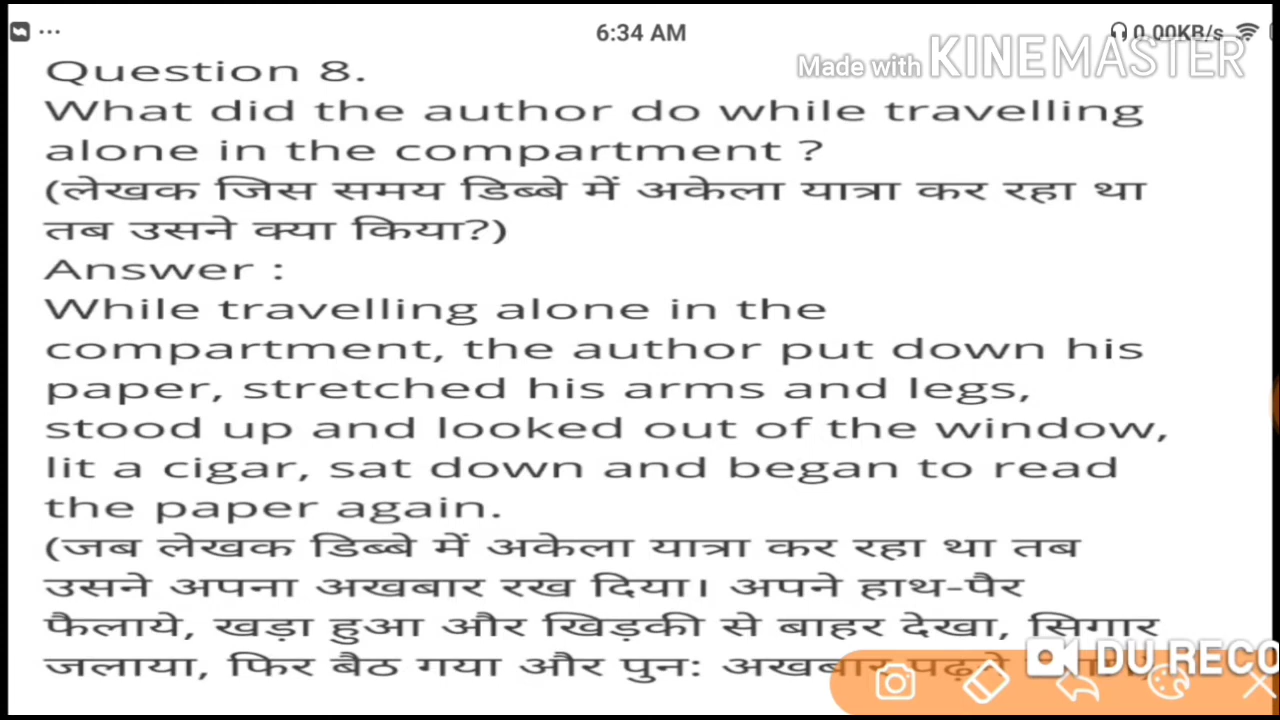 ... 6:34 AM 0.00KB/s
Made with KINEMASTER
Question 8.
What did the author do while travelling
alone in the compartment ?
(लेखक जिस समय डिब्बे में अकेला यात्रा कर रहा था
तब उसने क्या किया?)
Answer :
While travelling alone in the
compartment, the author put down his
paper, stretched his arms and legs,
stood up and looked out of the window,
lit a cigar, sat down and began to read
the paper again.
(जब लेखक डिब्बे में अकेला यात्रा कर रहा था तब
उसने अपना अखबार रख दिया। अपने हाथ-पैर
फैलाये, खड़ा हुआ और खिड़की से बाहर देखा, सिगार
जलाया, फिर बैठ गया और पुन: अखबार
DU RECO